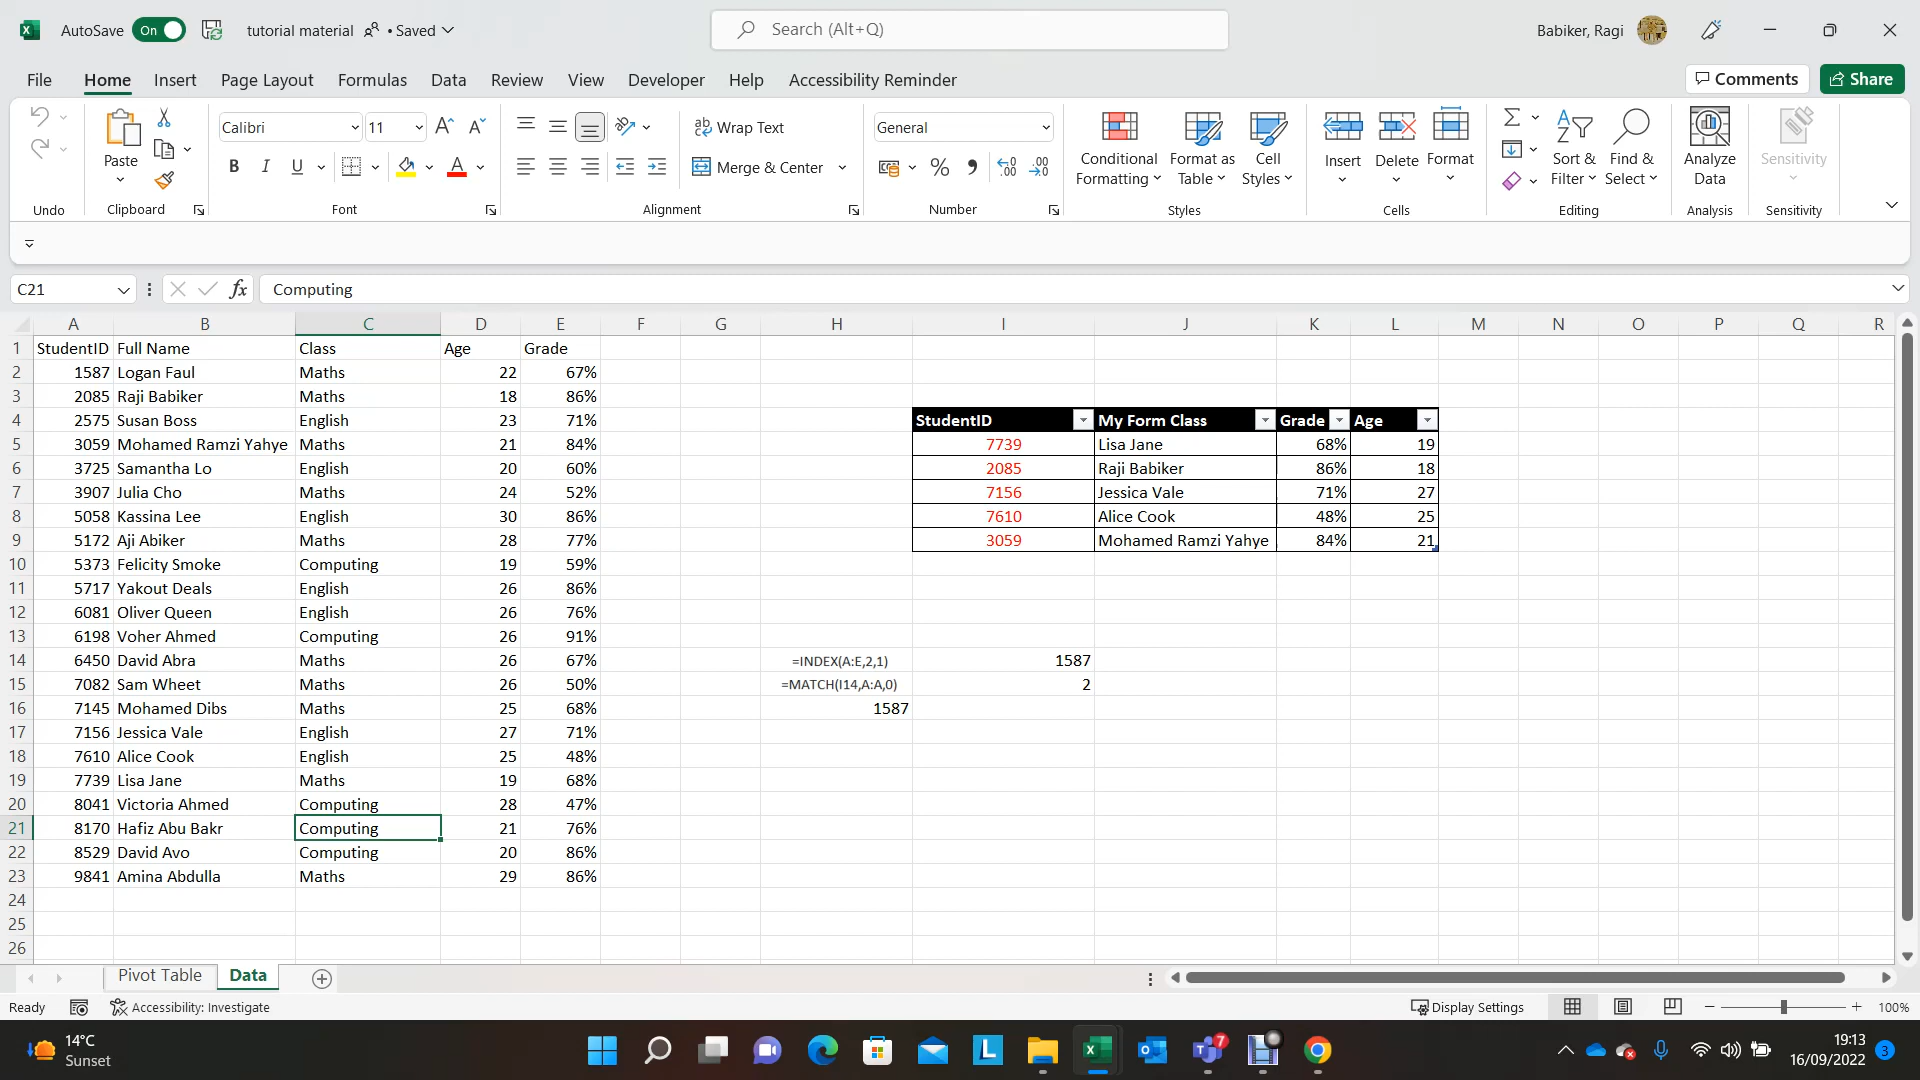 AutoSave On tutorial material • Saved Search (Alt+Q) Babiker, Ragi
File Home Insert Page Layout Formulas Data Review View Developer Help Accessibility Reminder Comments Share
Calibri 11 Wrap Text General
Paste B I U A Merge & Center % Conditional Formatting Format as Table Cell Styles Insert Delete Format Sort & Filter Find & Select Analyze Data Sensitivity
Undo Clipboard Font Alignment Number Styles Cells Editing Analysis Sensitivity
C21 fx Computing
A B C D E F G H I J K L M N O P Q R
1 StudentID Full Name Class Age Grade
2 1587 Logan Faul Maths 22 67%
3 2085 Raji Babiker Maths 18 86%
4 2575 Susan Boss English 23 71% StudentID My Form Class Grade Age
5 3059 Mohamed Ramzi Yahye Maths 21 84% 7739 Lisa Jane 68% 19
6 3725 Samantha Lo English 20 60% 2085 Raji Babiker 86% 18
7 3907 Julia Cho Maths 24 52% 7156 Jessica Vale 71% 27
8 5058 Kassina Lee English 30 86% 7610 Alice Cook 48% 25
9 5172 Aji Abiker Maths 28 77% 3059 Mohamed Ramzi Yahye 84% 21
10 5373 Felicity Smoke Computing 19 59%
11 5717 Yakout Deals English 26 86%
12 6081 Oliver Queen English 26 76%
13 6198 Voher Ahmed Computing 26 91%
14 6450 David Abra Maths 26 67% =INDEX(A:E,2,1) 1587
15 7082 Sam Wheet Maths 26 50% =MATCH(I14,A:A,0) 2
16 7145 Mohamed Dibs Maths 25 68% 1587
17 7156 Jessica Vale English 27 71%
18 7610 Alice Cook English 25 48%
19 7739 Lisa Jane Maths 19 68%
20 8041 Victoria Ahmed Computing 28 47%
21 8170 Hafiz Abu Bakr Computing 21 76%
22 8529 David Avo Computing 20 86%
23 9841 Amina Abdulla Maths 29 86%
24
25
26
Pivot Table Data
Ready Accessibility: Investigate Display Settings 100%
14°C 7 19:13
Sunset 16/09/2022 3